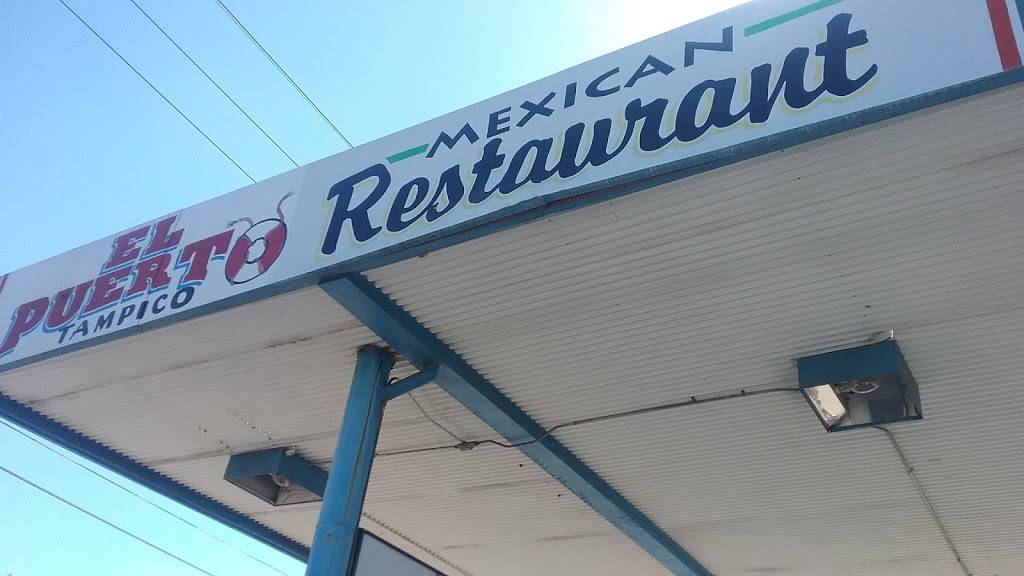 EL
PUERTO
TAMPICO
MEXICAN
Restaurant